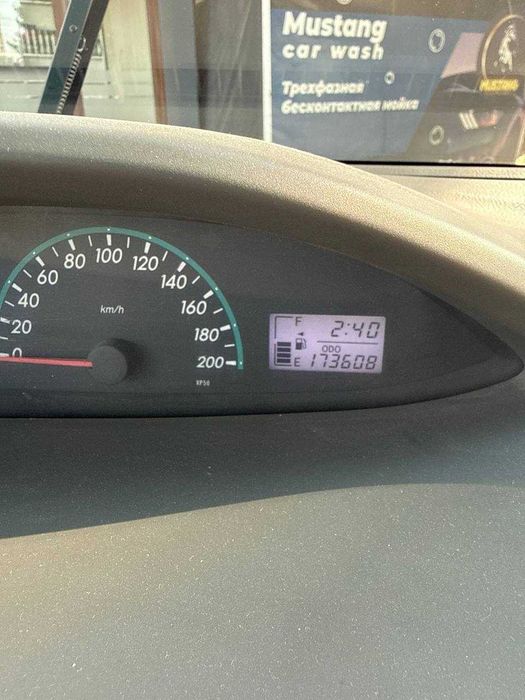 Mustang
car wash
Трехфазная
бесконтактная мойка
MUSTANG
0
20
40
60
80
100
120
140
160
180
200
km/h
F
2:40
ODO
E 173608